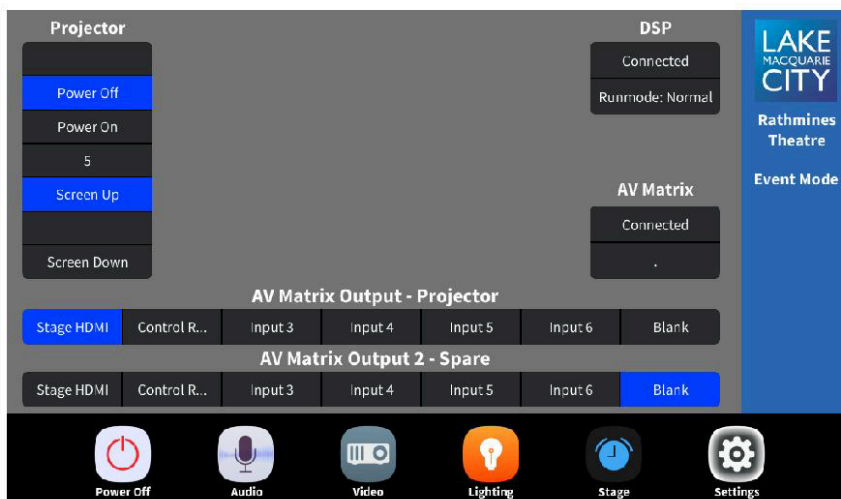 Projector
Power Off
Power On
5
Screen Up
Screen Down
DSP
Connected
Runmode: Normal
AV Matrix
Connected
.
AV Matrix Output - Projector
Stage HDMI Control R... Input 3 Input 4 Input 5 Input 6 Blank
AV Matrix Output 2 - Spare
Stage HDMI Control R... Input 3 Input 4 Input 5 Input 6 Blank
LAKE
MACQUARIE
CITY
Rathmines
Theatre
Event Mode
Power Off Audio Video Lighting Stage Settings